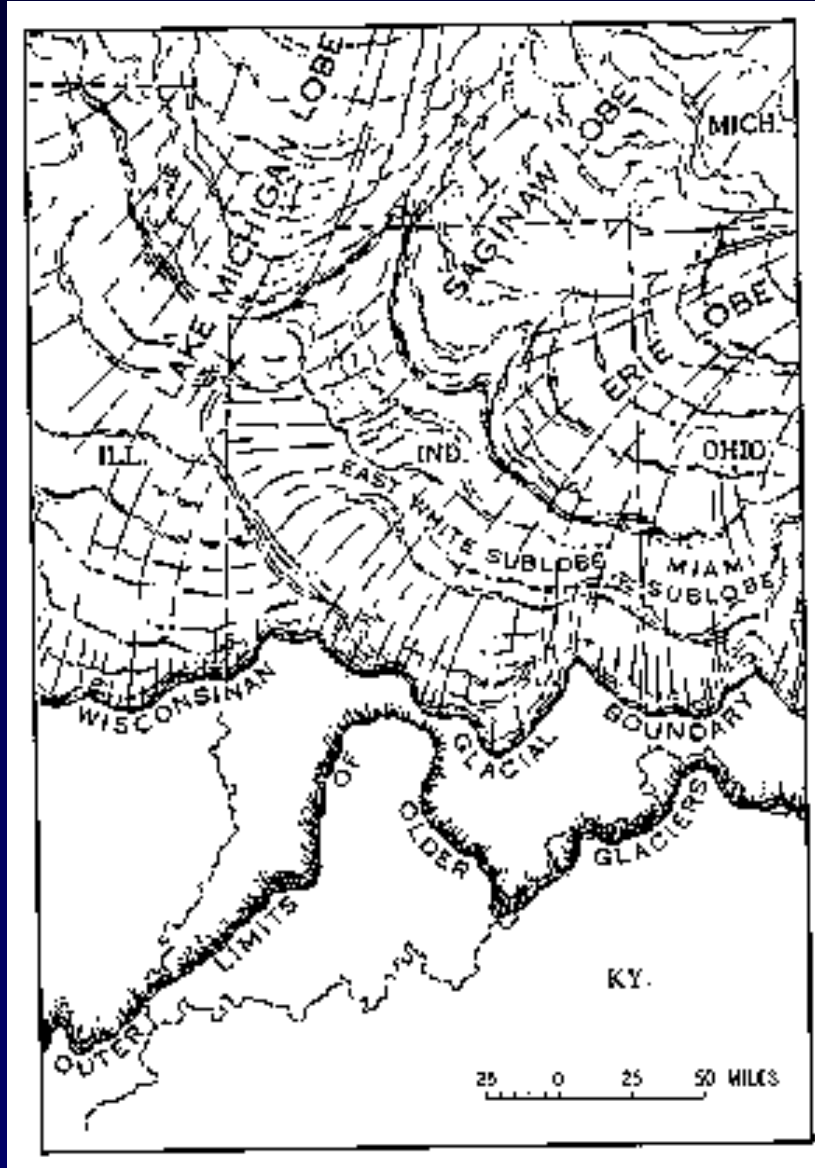 LAKE MICHIGAN LOBE
SAGINAW LOBE
MICH.
ERIE LOBE
ILL.
IND.
OHIO
EAST WHITE SUBLOBE
MIAMI SUBLOBE
WISCONSINAN GLACIAL BOUNDARY
OUTER LIMITS OF OLDER GLACIERS
KY.
25 0 25 50 MILES